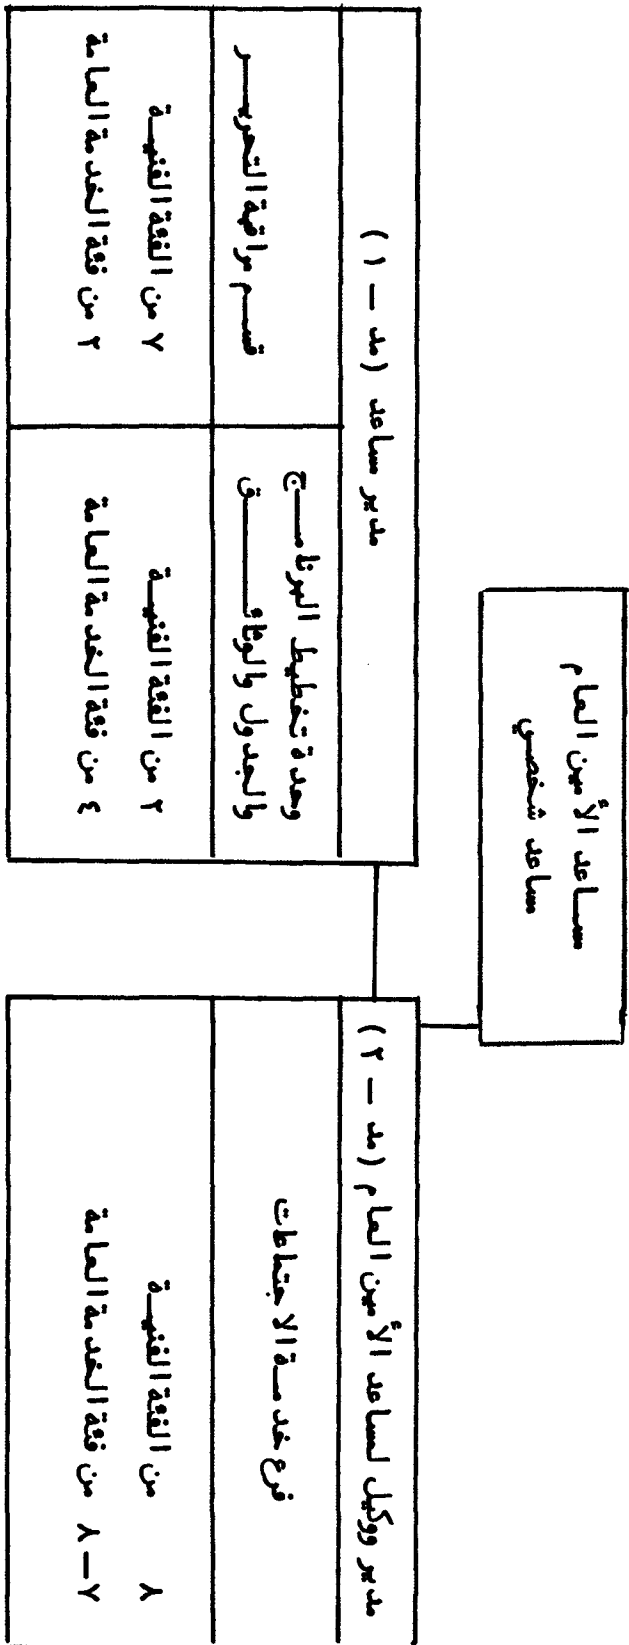 مساعد الأمين العام
مساعد شخصي
مدير ووكيل لمساعد الأمين العام (مد - ٢)
فرع خدمة الاجتماعات
٨ من الفئة الفنية
٧-٨ من فئة الخدمة العامة
مدير مساعد (مد - ١)
وحدة تخطيط البرنامج
والجدول والوثائق
٢ من الفئة الفنية
٤ من فئة الخدمة العامة
قسم مراقبة التحرير
٧ من الفئة الفنية
٢ من فئة الخدمة العامة